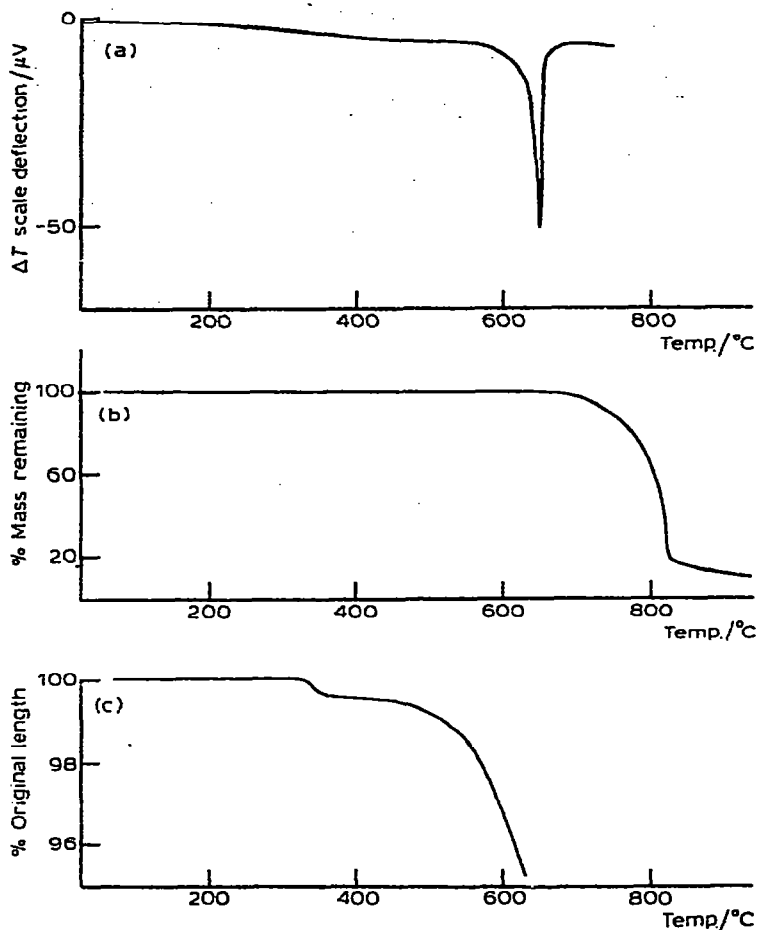 0
(a)
-50
ΔT scale deflection/μV
200
400
600
800
Temp./°C
100
(b)
60
20
% Mass remaining
200
400
600
800
Temp./°C
100
(c)
98
96
% Original length
200
400
600
800
Temp./°C